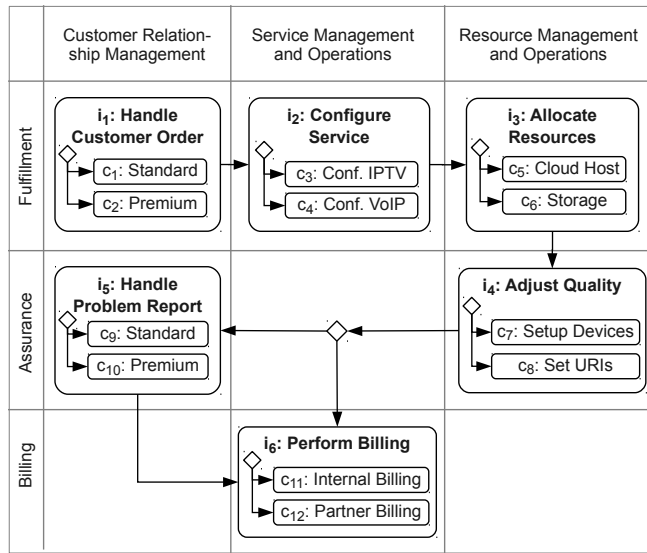 Customer Relation-
ship Management
Service Management
and Operations
Resource Management
and Operations
Fulfillment
i1: Handle
Customer Order
c1: Standard
c2: Premium
i2: Configure
Service
c3: Conf. IPTV
c4: Conf. VoIP
i3: Allocate
Resources
c5: Cloud Host
c6: Storage
Assurance
i5: Handle
Problem Report
c9: Standard
c10: Premium
i4: Adjust Quality
c7: Setup Devices
c8: Set URIs
Billing
i6: Perform Billing
c11: Internal Billing
c12: Partner Billing